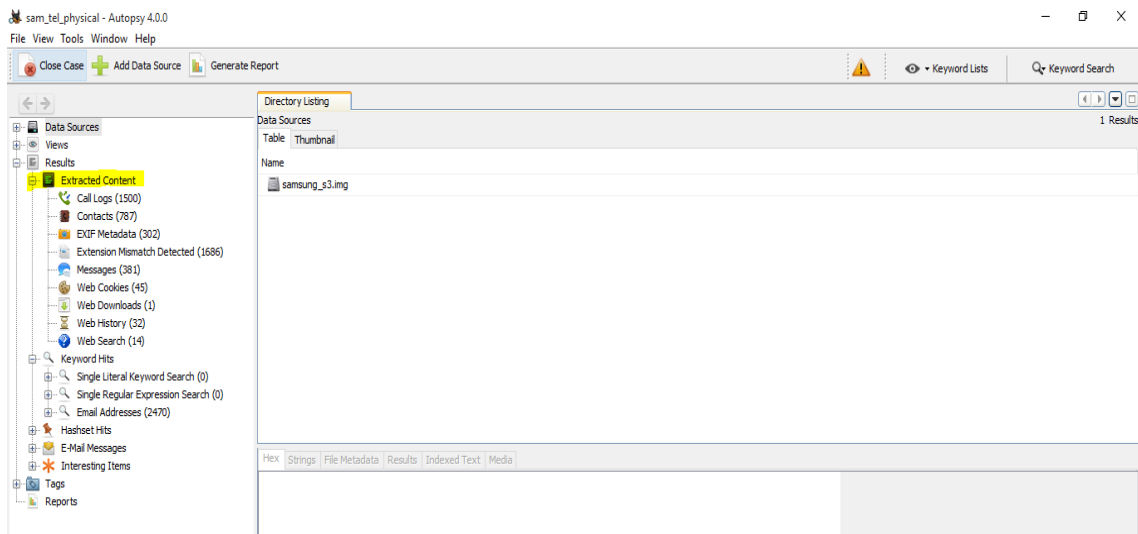 sam_tel_physical - Autopsy 4.0.0
File View Tools Window Help
Close Case Add Data Source Generate Report Keyword Lists Keyword Search
Directory Listing
Data Sources 1 Results
Table Thumbnail
Name
samsung_s3.img
Data Sources
Views
Results
Extracted Content
Call Logs (1500)
Contacts (787)
EXIF Metadata (302)
Extension Mismatch Detected (1686)
Messages (381)
Web Cookies (45)
Web Downloads (1)
Web History (32)
Web Search (14)
Keyword Hits
Single Literal Keyword Search (0)
Single Regular Expression Search (0)
Email Addresses (2470)
Hashset Hits
E-Mail Messages
Interesting Items
Tags
Reports
Hex Strings File Metadata Results Indexed Text Media